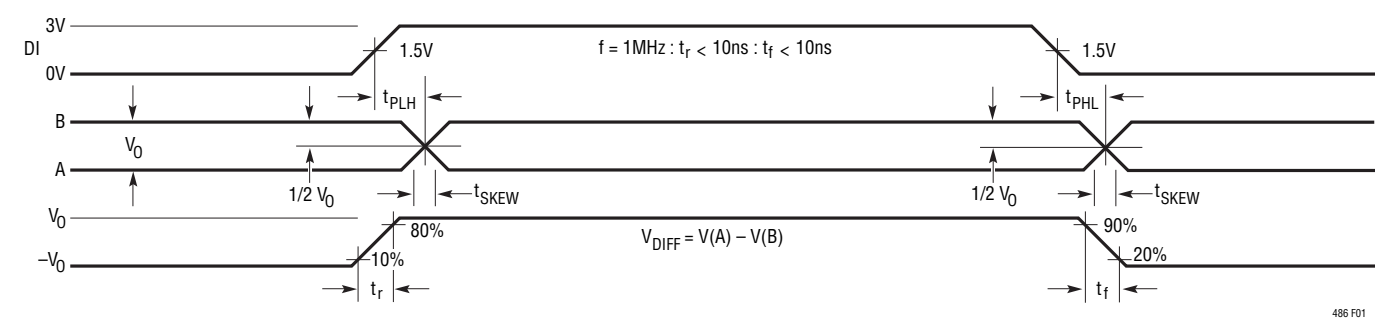 3V
DI
0V
1.5V
f = 1MHz : tr < 10ns : tf < 10ns
1.5V
tPLH
tPHL
B
VO
A
1/2 VO
tSKEW
1/2 VO
tSKEW
VO
–VO
80%
10%
VDIFF = V(A) – V(B)
90%
20%
tr
tf
486 F01